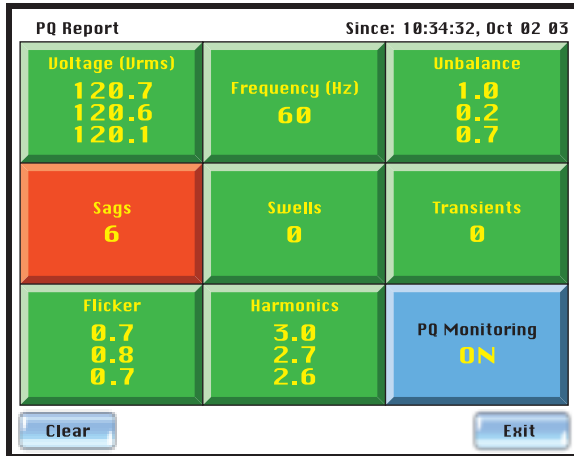 PQ Report
Since: 10:34:32, Oct 02 03
Voltage (Vrms)
120.7
120.6
120.1
Frequency (Hz)
60
Unbalance
1.0
0.2
0.7
Sags
6
Swells
0
Transients
0
Flicker
0.7
0.8
0.7
Harmonics
3.0
2.7
2.6
PQ Monitoring
ON
Clear
Exit